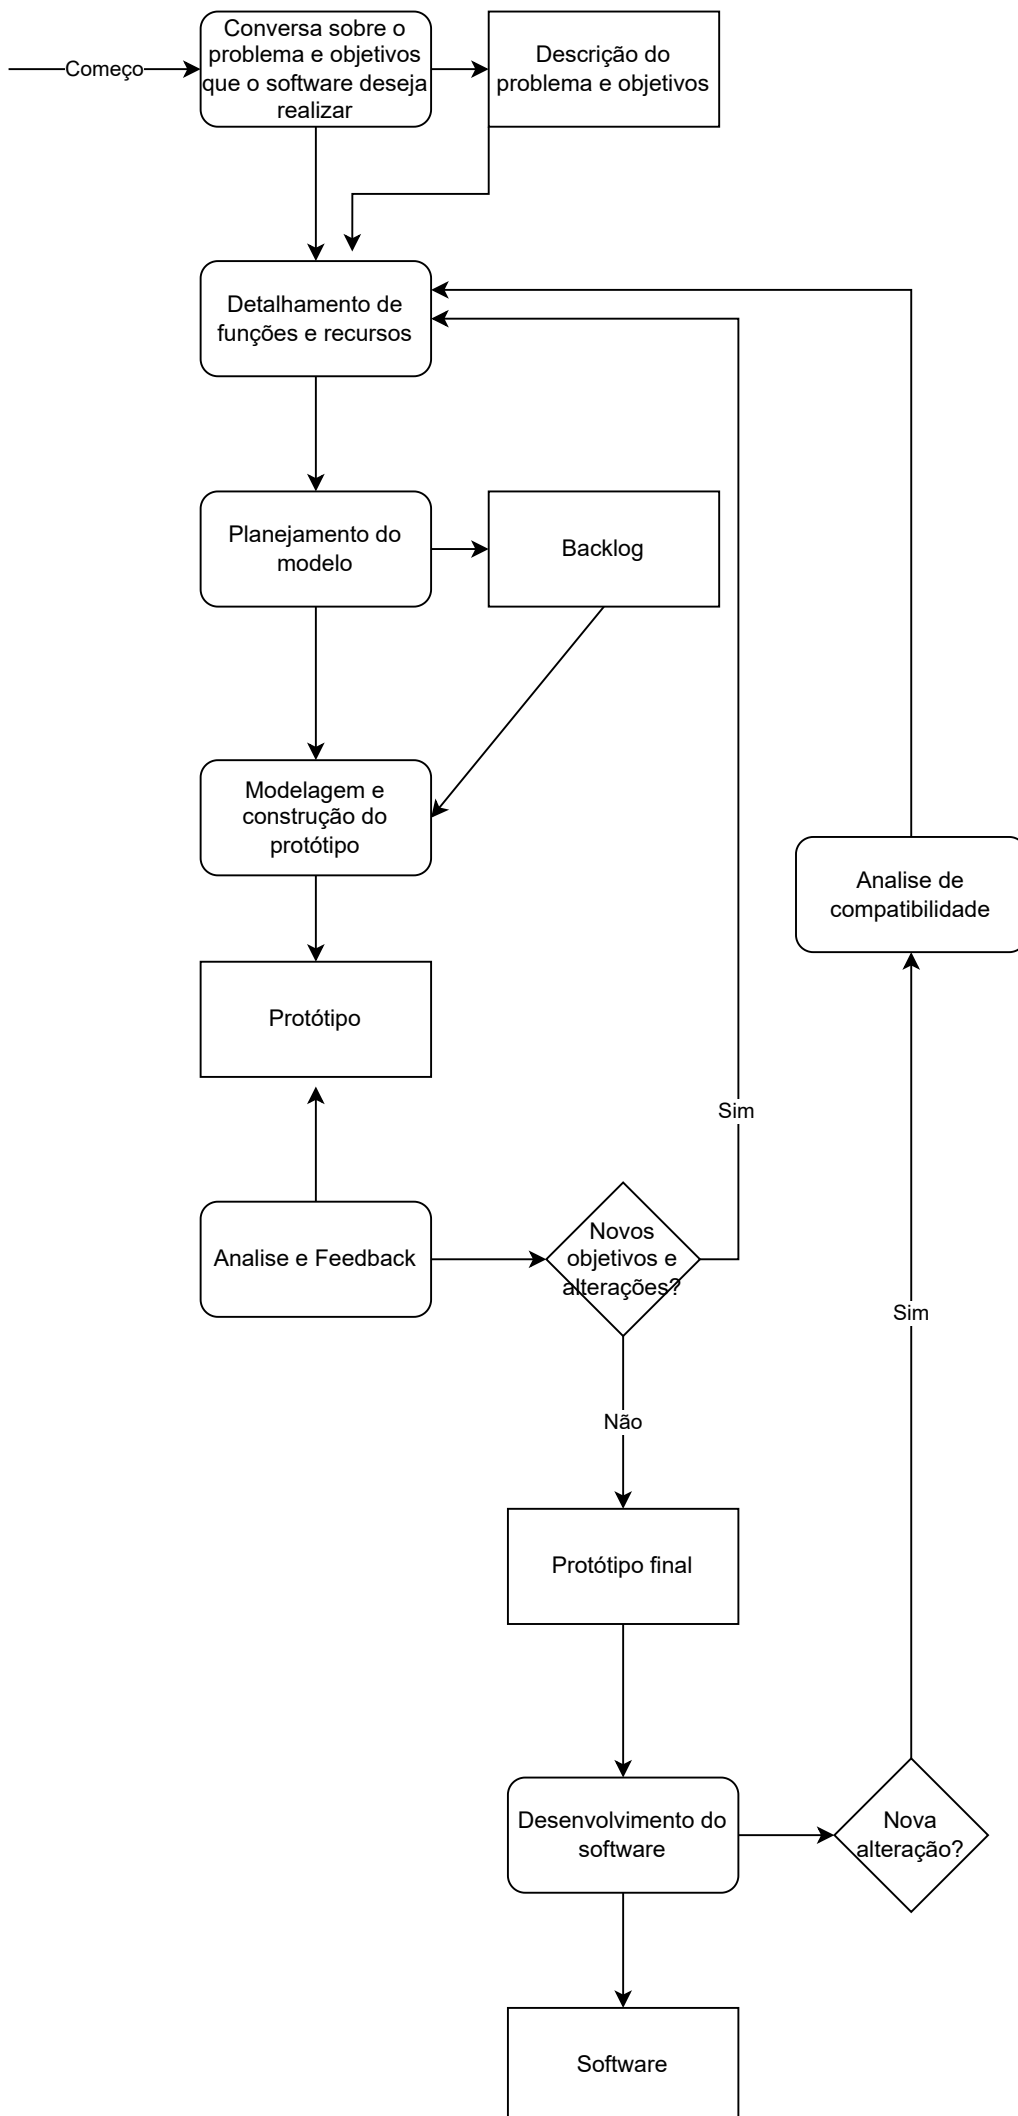 Começo
Conversa sobre o
problema e objetivos
que o software deseja
realizar
Descrição do
problema e objetivos
Detalhamento de
funções e recursos
Planejamento do
modelo
Backlog
Modelagem e
construção do
protótipo
Analise de
compatibilidade
Protótipo
Sim
Analise e Feedback
Novos
objetivos e
alterações?
Sim
Não
Protótipo final
Desenvolvimento do
software
Nova
alteração?
Software